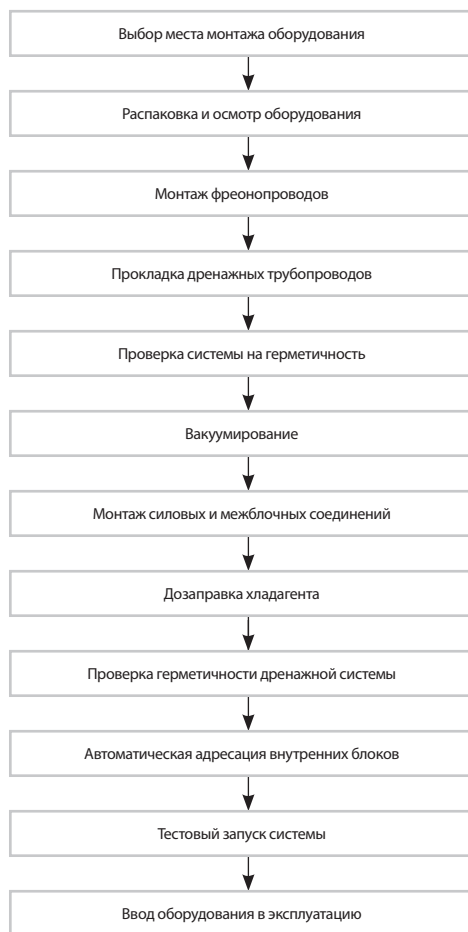 Выбор места монтажа оборудования
Распаковка и осмотр оборудования
Монтаж фреонопроводов
Прокладка дренажных трубопроводов
Проверка системы на герметичность
Вакуумирование
Монтаж силовых и межблочных соединений
Дозаправка хладагента
Проверка герметичности дренажной системы
Автоматическая адресация внутренних блоков
Тестовый запуск системы
Ввод оборудования в эксплуатацию